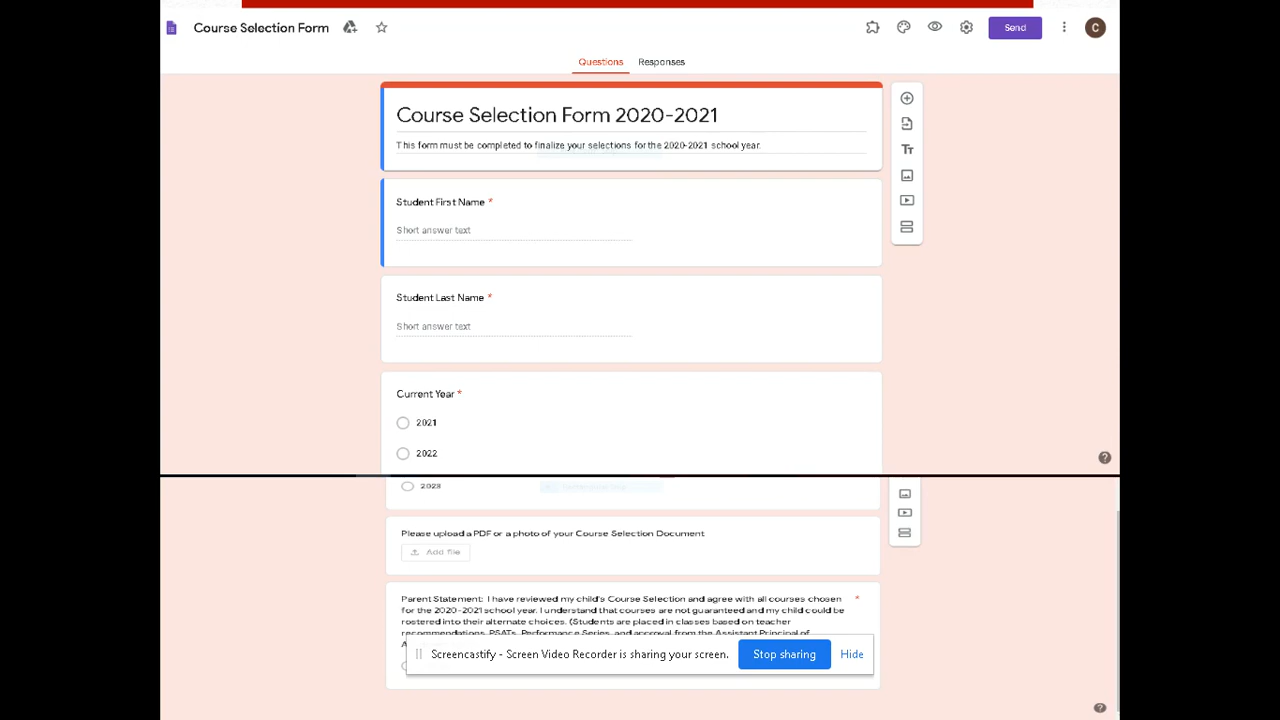 Course Selection Form
Send
C
Questions Responses
Course Selection Form 2020-2021
This form must be completed to finalize your selections for the 2020-2021 school year.
Student First Name *
Short answer text
Student Last Name *
Short answer text
Current Year *
2021
2022
2023
Please upload a PDF or a photo of your Course Selection Document
Add file
Parent Statement: I have reviewed my child's Course Selection and agree with all courses chosen *
for the 2020-2021 school year. I understand that courses are not guaranteed and my child could be
rostered into their alternate choices. (Students are placed in classes based on teacher
recommendations, PSATs, Performance Series, and approval from the Assistant Principal of
Screencastify - Screen Video Recorder is sharing your screen. Stop sharing Hide